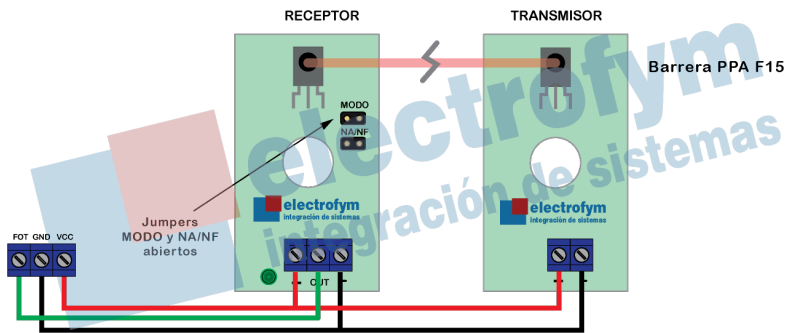 RECEPTOR
TRANSMISOR
Barrera PPA F15
MODO
NA/NF
electrofym
integración de sistemas
electrofym
integración de sistemas
electrofym
integración de sistemas
Jumpers
MODO y NA/NF
abiertos
FOT GND VCC
+ OUT -
+ -